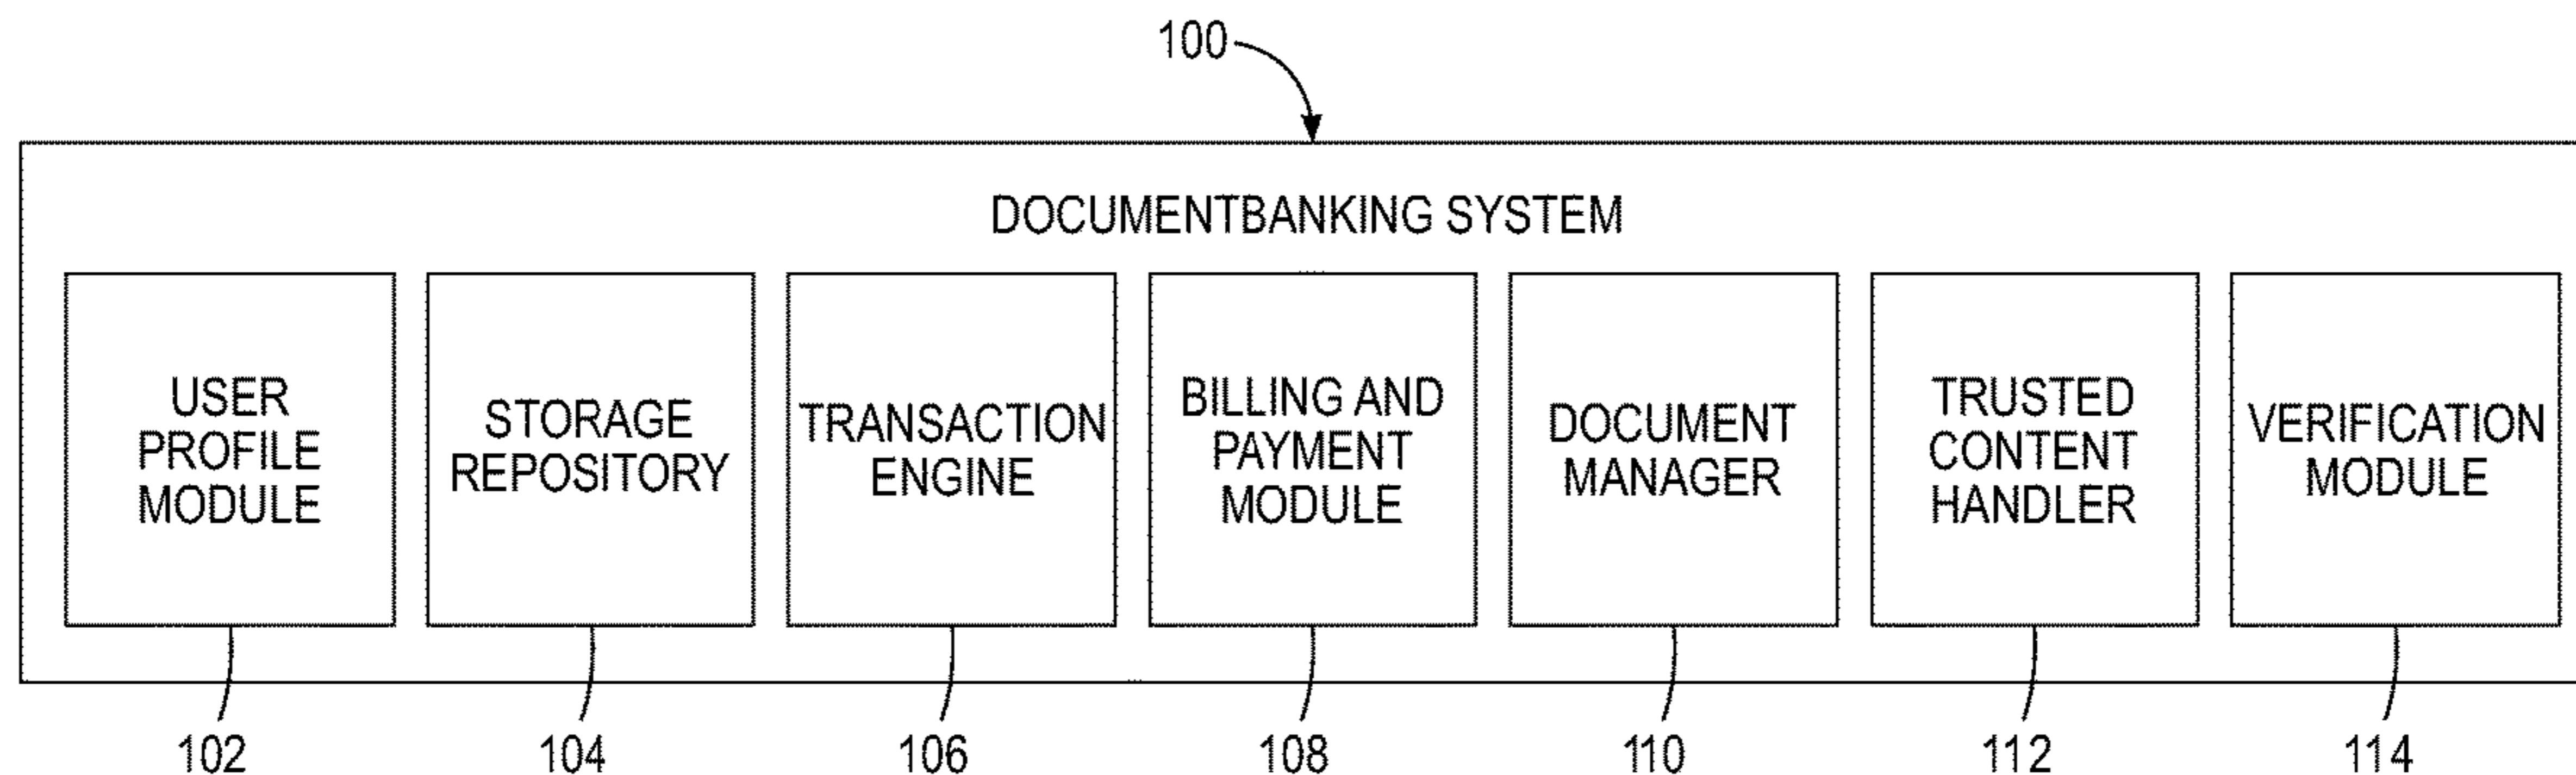 100
DOCUMENTBANKING SYSTEM
USER
PROFILE
MODULE
STORAGE
REPOSITORY
TRANSACTION
ENGINE
BILLING AND
PAYMENT
MODULE
DOCUMENT
MANAGER
TRUSTED
CONTENT
HANDLER
VERIFICATION
MODULE
102
104
106
108
110
112
114